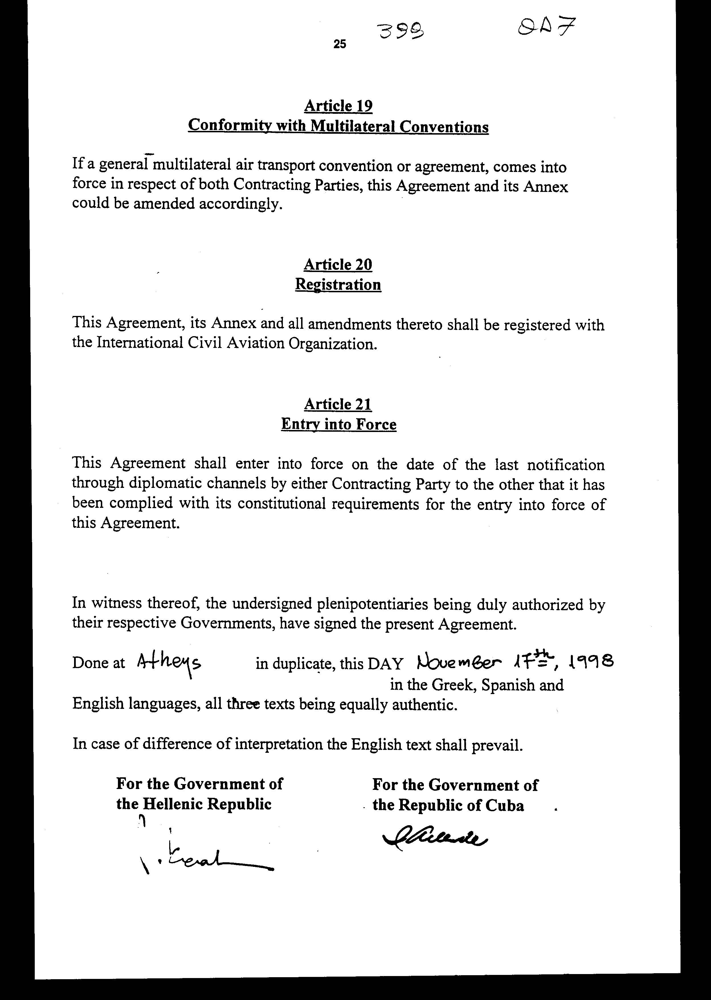 399
25
Article 19
Conformity with Multilateral Conventions
If a general multilateral air transport convention or agreement, comes into
force in respect of both Contracting Parties, this Agreement and its Annex
could be amended accordingly.
Article 20
Registration
This Agreement, its Annex and all amendments thereto shall be registered with
the International Civil Aviation Organization.
Article 21
Entry into Force
This Agreement shall enter into force on the date of the last notification
through diplomatic channels by either Contracting Party to the other that it has
been complied with its constitutional requirements for the entry into force of
this Agreement.
In witness thereof, the undersigned plenipotentiaries being duly authorized by
their respective Governments, have signed the present Agreement.
Done at Athens in duplicate, this DAY November 17th, 1998
in the Greek, Spanish and
English languages, all three texts being equally authentic.
In case of difference of interpretation the English text shall prevail.
For the Government of
the Hellenic Republic
For the Government of
the Republic of Cuba